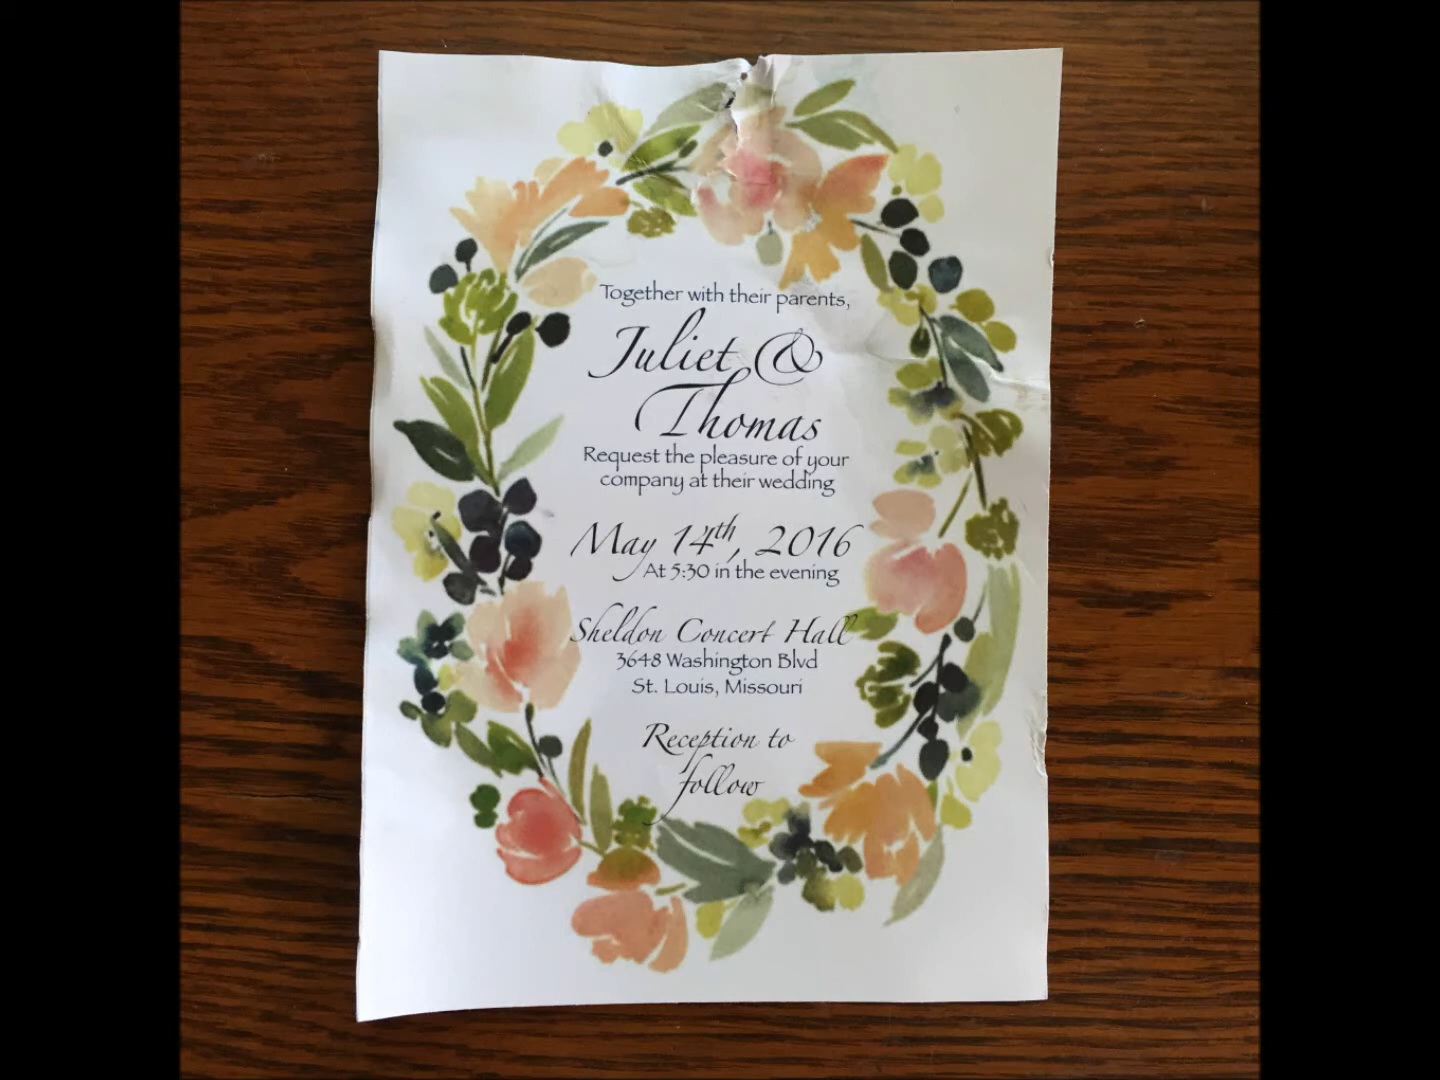 Together with their parents,
Juliet &
Thomas
Request the pleasure of your
company at their wedding
May 14th, 2016
At 5:30 in the evening
Sheldon Concert Hall
3648 Washington Blvd
St. Louis, Missouri
Reception to
follow